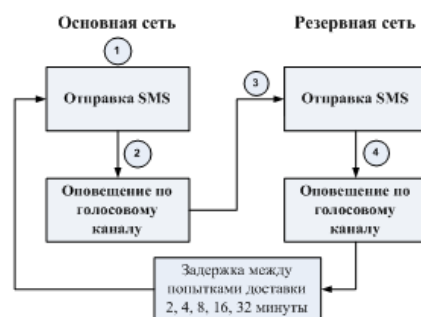 Основная сеть
Резервная сеть
1
Отправка SMS
3
Отправка SMS
2
4
Оповещение по
голосовому
каналу
Оповещение по
голосовому
каналу
Задержка между
попытками доставки
2, 4, 8, 16, 32 минуты